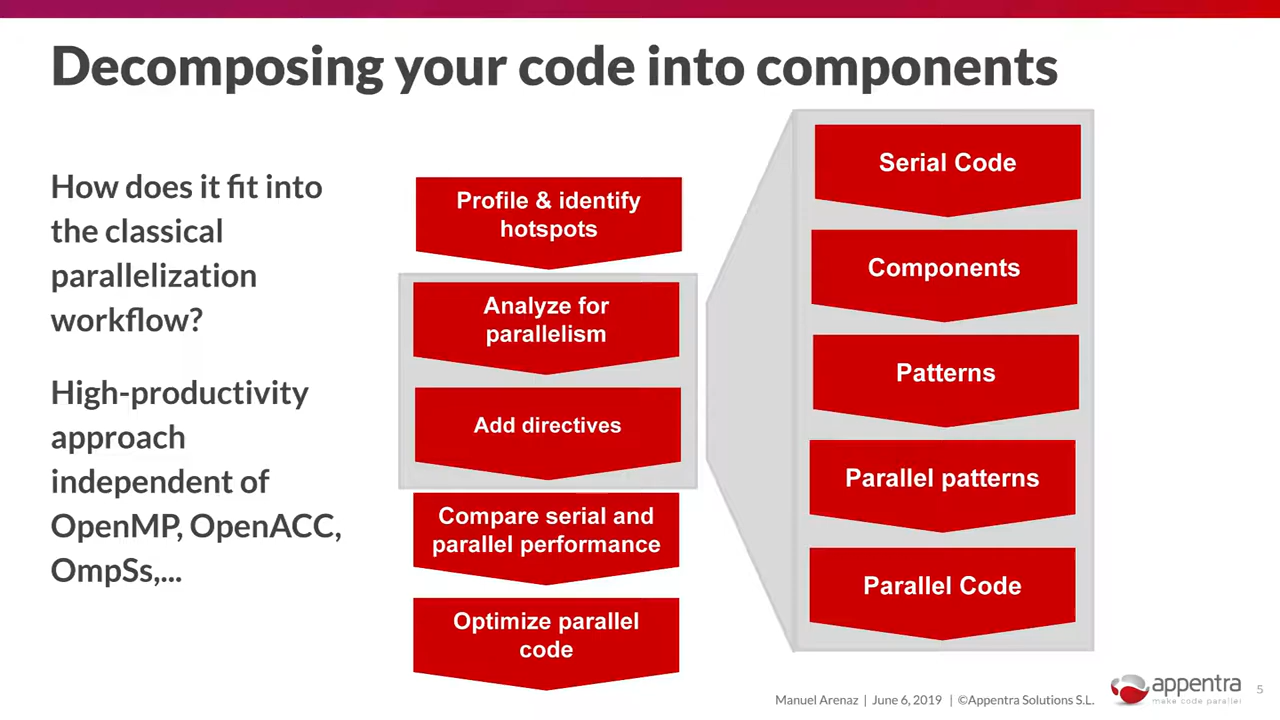 Decomposing your code into components
How does it fit into
the classical
parallelization
workflow?
High-productivity
approach
independent of
OpenMP, OpenACC,
OmpSs,...
Profile & identify
hotspots
Analyze for
parallelism
Add directives
Compare serial and
parallel performance
Optimize parallel
code
Serial Code
Components
Patterns
Parallel patterns
Parallel Code
Manuel Arenaz | June 6, 2019 | ©Appentra Solutions S.L.
appentra
make code parallel
5